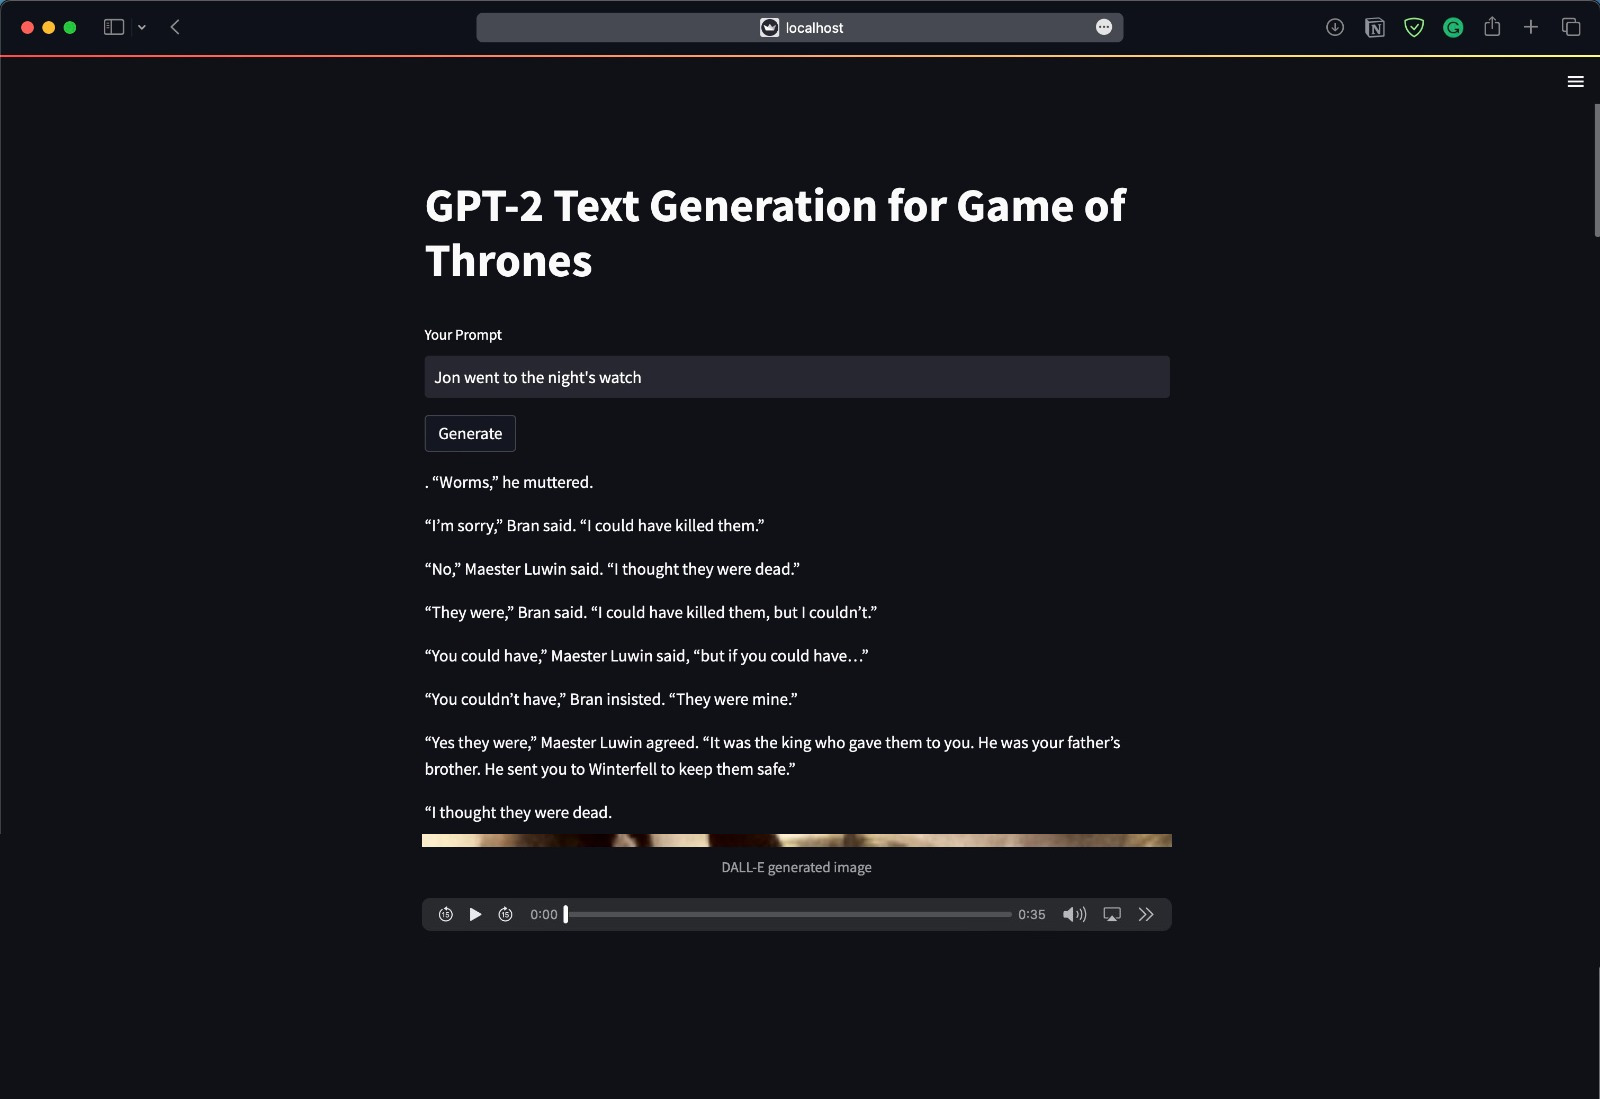 localhost
GPT-2 Text Generation for Game of
Thrones
Your Prompt
Jon went to the night's watch
Generate
. “Worms,” he muttered.
“I’m sorry,” Bran said. “I could have killed them.”
“No,” Maester Luwin said. “I thought they were dead.”
“They were,” Bran said. “I could have killed them, but I couldn’t.”
“You could have,” Maester Luwin said, “but if you could have…”
“You couldn’t have,” Bran insisted. “They were mine.”
“Yes they were,” Maester Luwin agreed. “It was the king who gave them to you. He was your father’s
brother. He sent you to Winterfell to keep them safe.”
“I thought they were dead.
DALL-E generated image
15 15 0:00 0:35